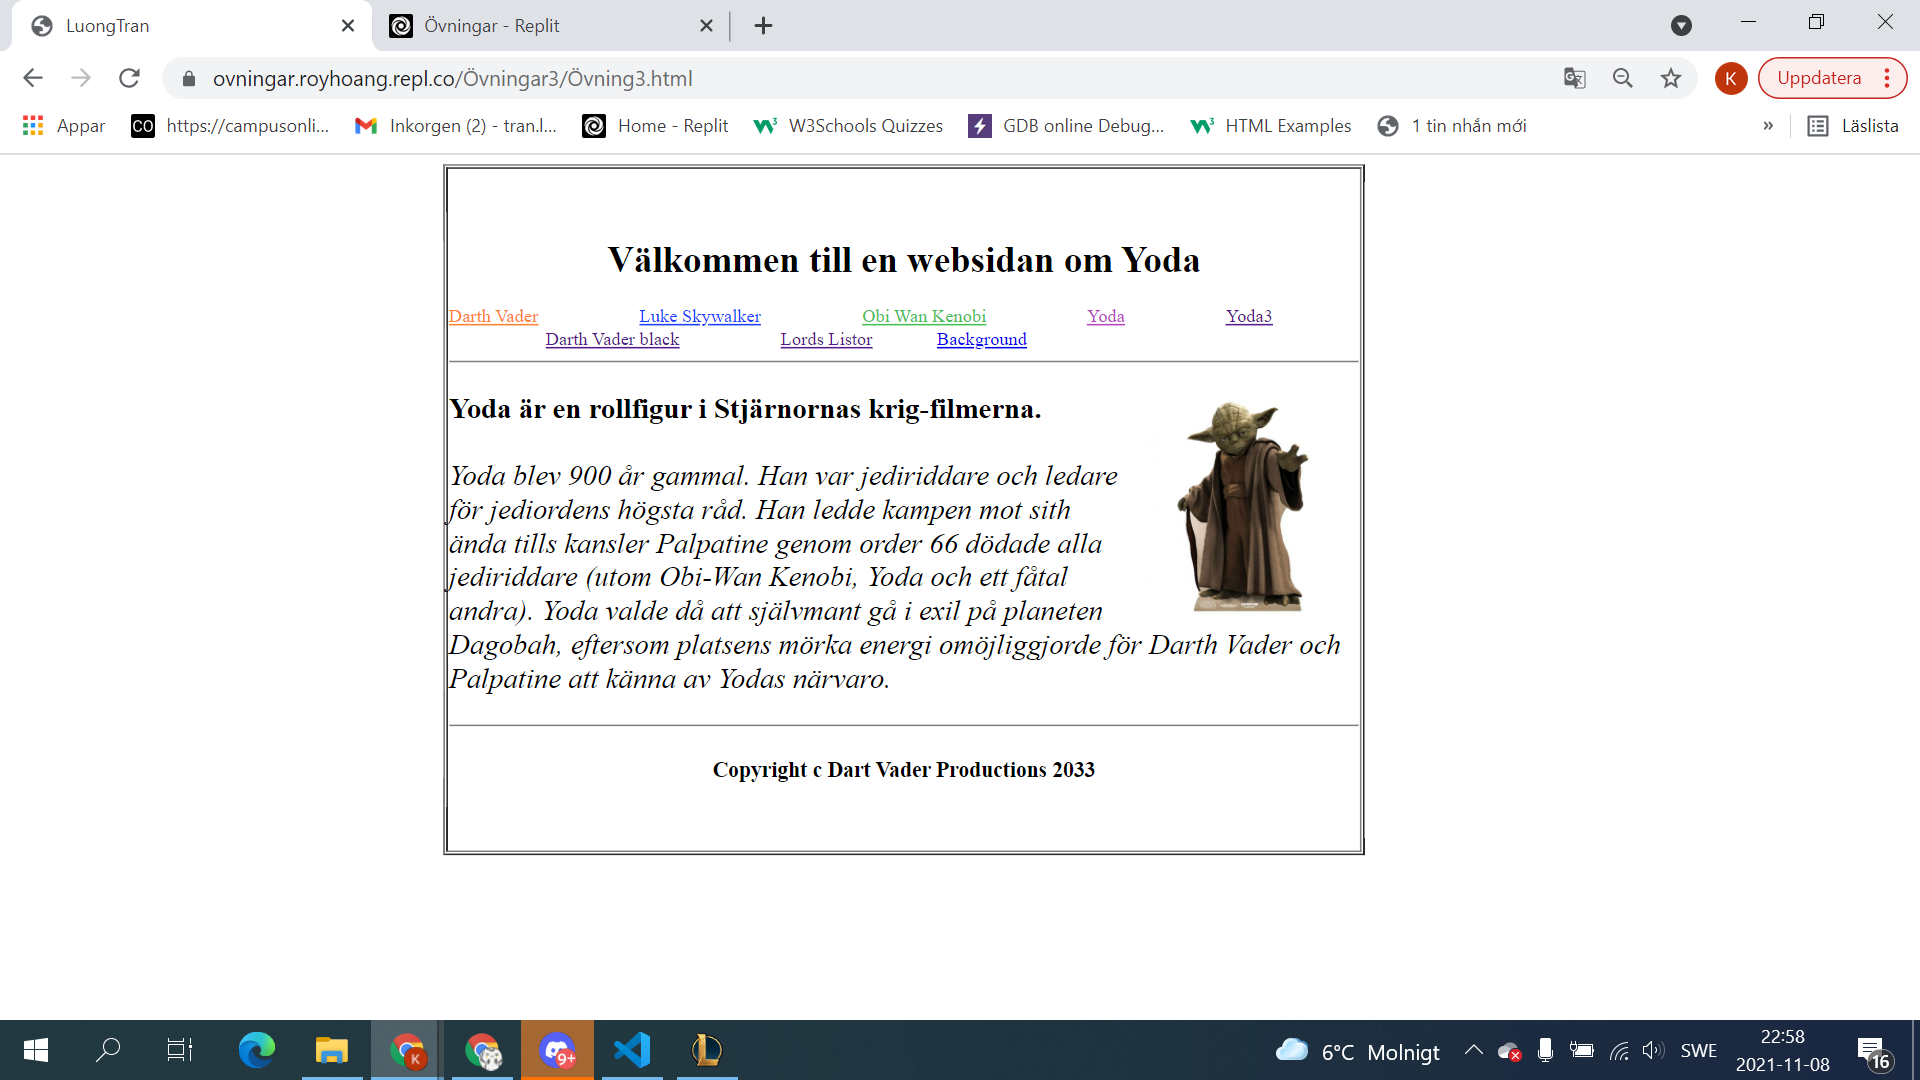 LuongTran
Övningar - Replit
ovningar.royhoang.repl.co/Övningar3/Övning3.html
K
Uppdatera
Appar
CO
https://campusonli...
Inkorgen (2) - tran.l...
Home - Replit
W3Schools Quizzes
GDB online Debug...
HTML Examples
1 tin nhắn mới
»
Läslista
Välkommen till en websidan om Yoda
Darth Vader Luke Skywalker Obi Wan Kenobi Yoda Yoda3
Darth Vader black Lords Listor Background
Yoda är en rollfigur i Stjärnornas krig-filmerna.
Yoda blev 900 år gammal. Han var jediriddare och ledare
för jediordens högsta råd. Han ledde kampen mot sith
ända tills kansler Palpatine genom order 66 dödade alla
jediriddare (utom Obi-Wan Kenobi, Yoda och ett fåtal
andra). Yoda valde då att självmant gå i exil på planeten
Dagobah, eftersom platsens mörka energi omöjliggjorde för Darth Vader och
Palpatine att känna av Yodas närvaro.
Copyright c Dart Vader Productions 2033
K
9+
6°C Molnigt
SWE
22:58
2021-11-08
16